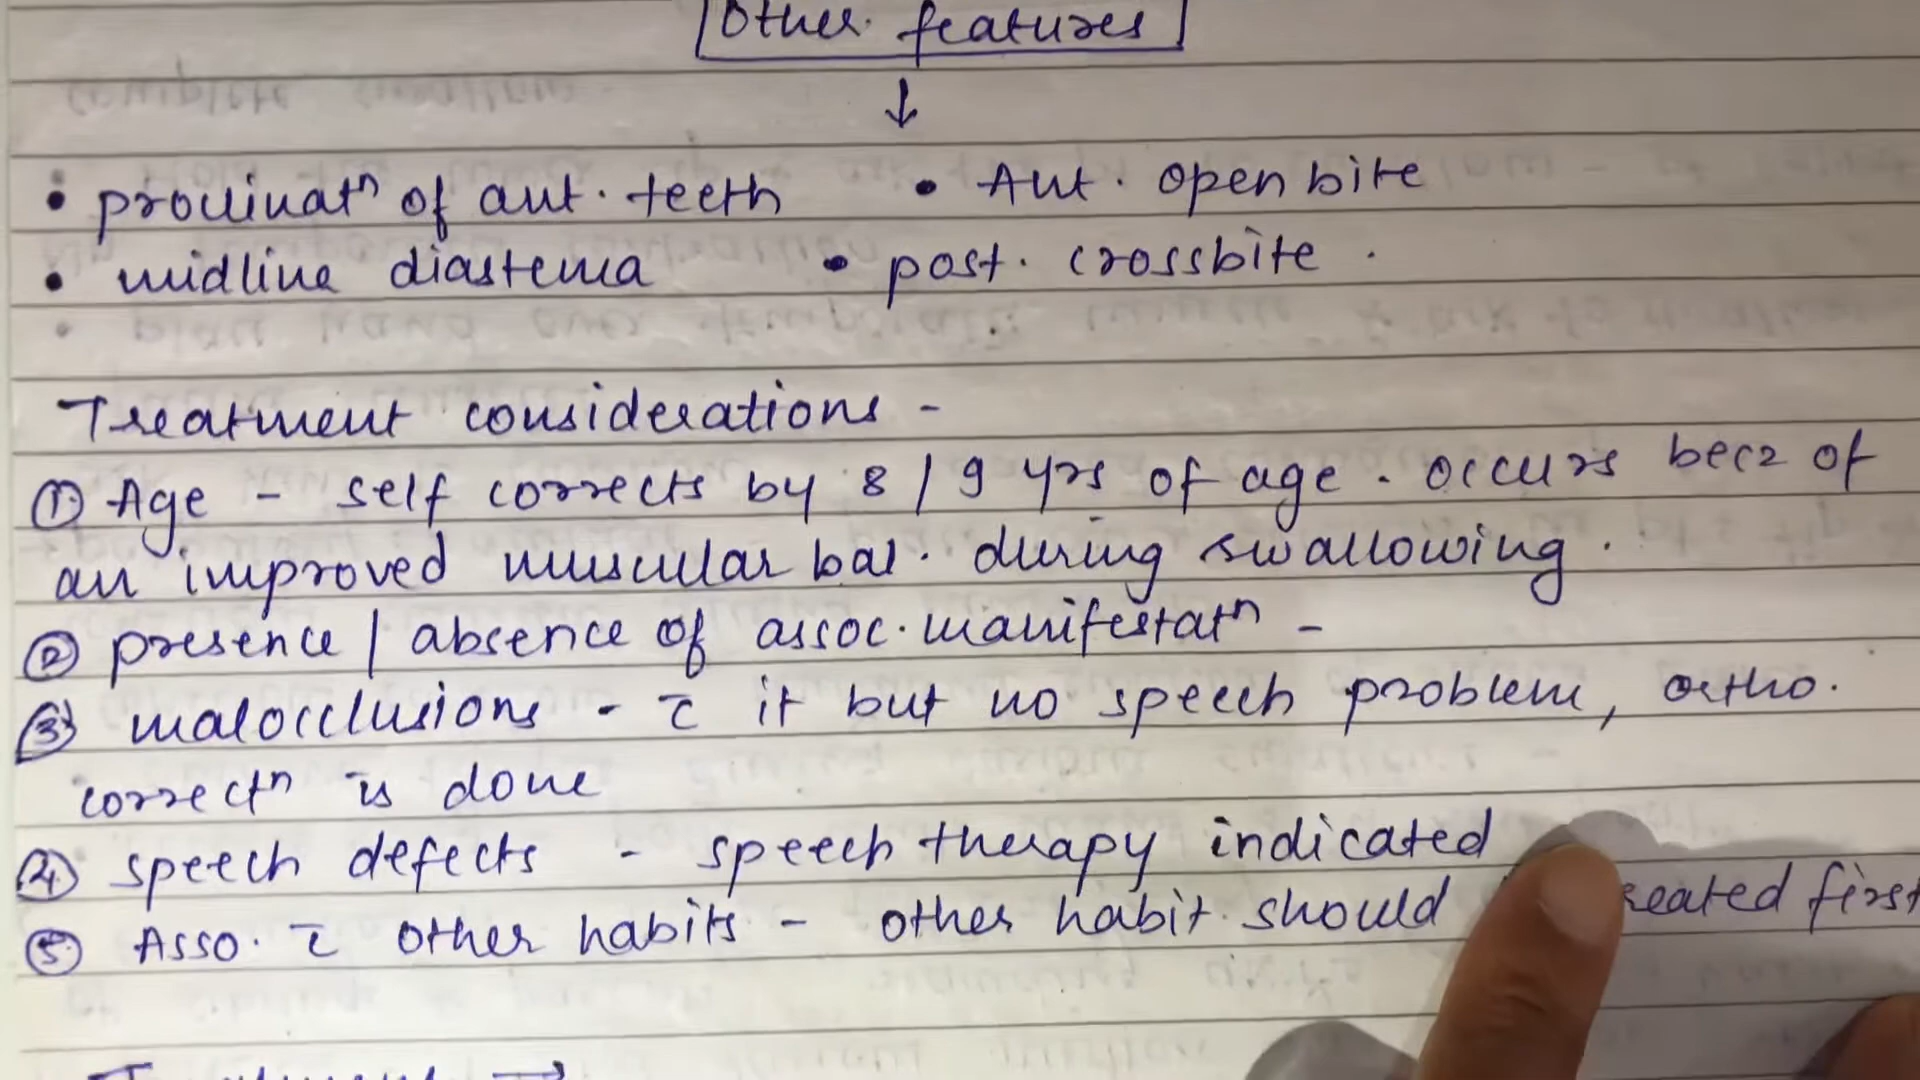 Other features
↓
• proclinatⁿ of ant. teeth • Ant. open bite
• midline diastema • post. crossbite.
Treatment considerations -
① Age - self corrects by 8/9 yrs of age. occurs becz of
an improved muscular bal. during swallowing.
② presence / absence of assoc. manifestatⁿ -
③ malocclusions - c̄ it but no speech problem, ortho.
correctⁿ is done
④ speech defects - speech therapy indicated
⑤ Asso. c̄ other habits - other habit should reated first